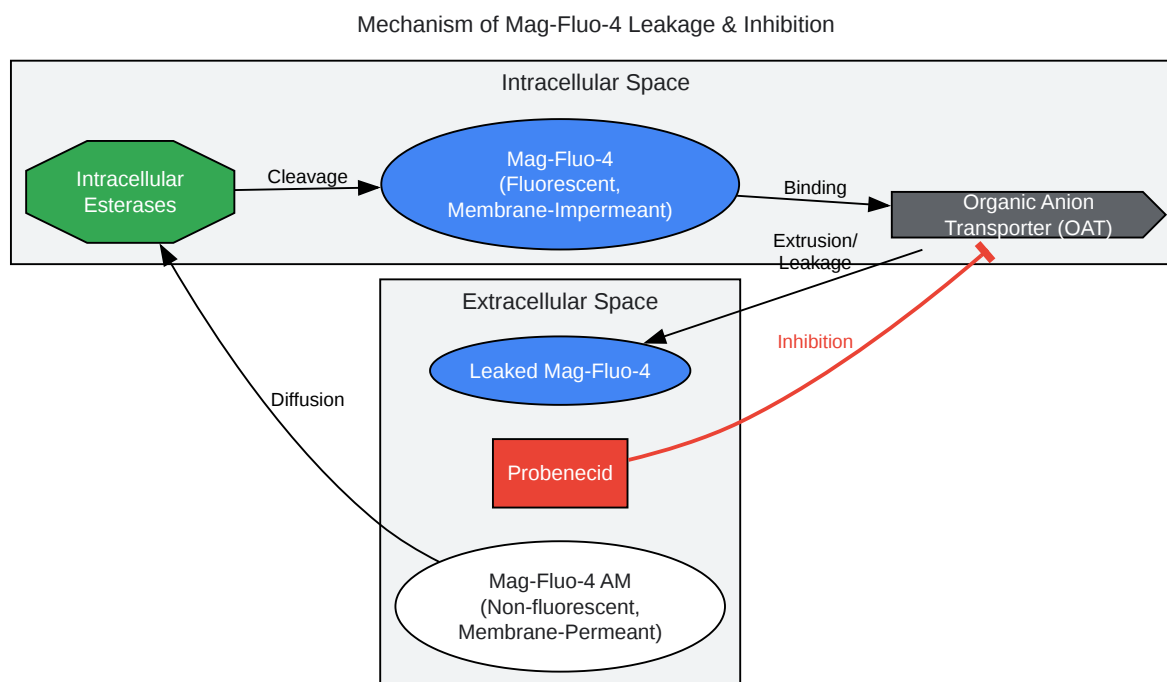 Mechanism of Mag-Fluo-4 Leakage & Inhibition
Intracellular Space
Intracellular
Esterases
Cleavage
Mag-Fluo-4
(Fluorescent,
Membrane-Impermeant)
Binding
Organic Anion
Transporter (OAT)
Extrusion/
Leakage
Extracellular Space
Leaked Mag-Fluo-4
Inhibition
Diffusion
Probenecid
Mag-Fluo-4 AM
(Non-fluorescent,
Membrane-Permeant)